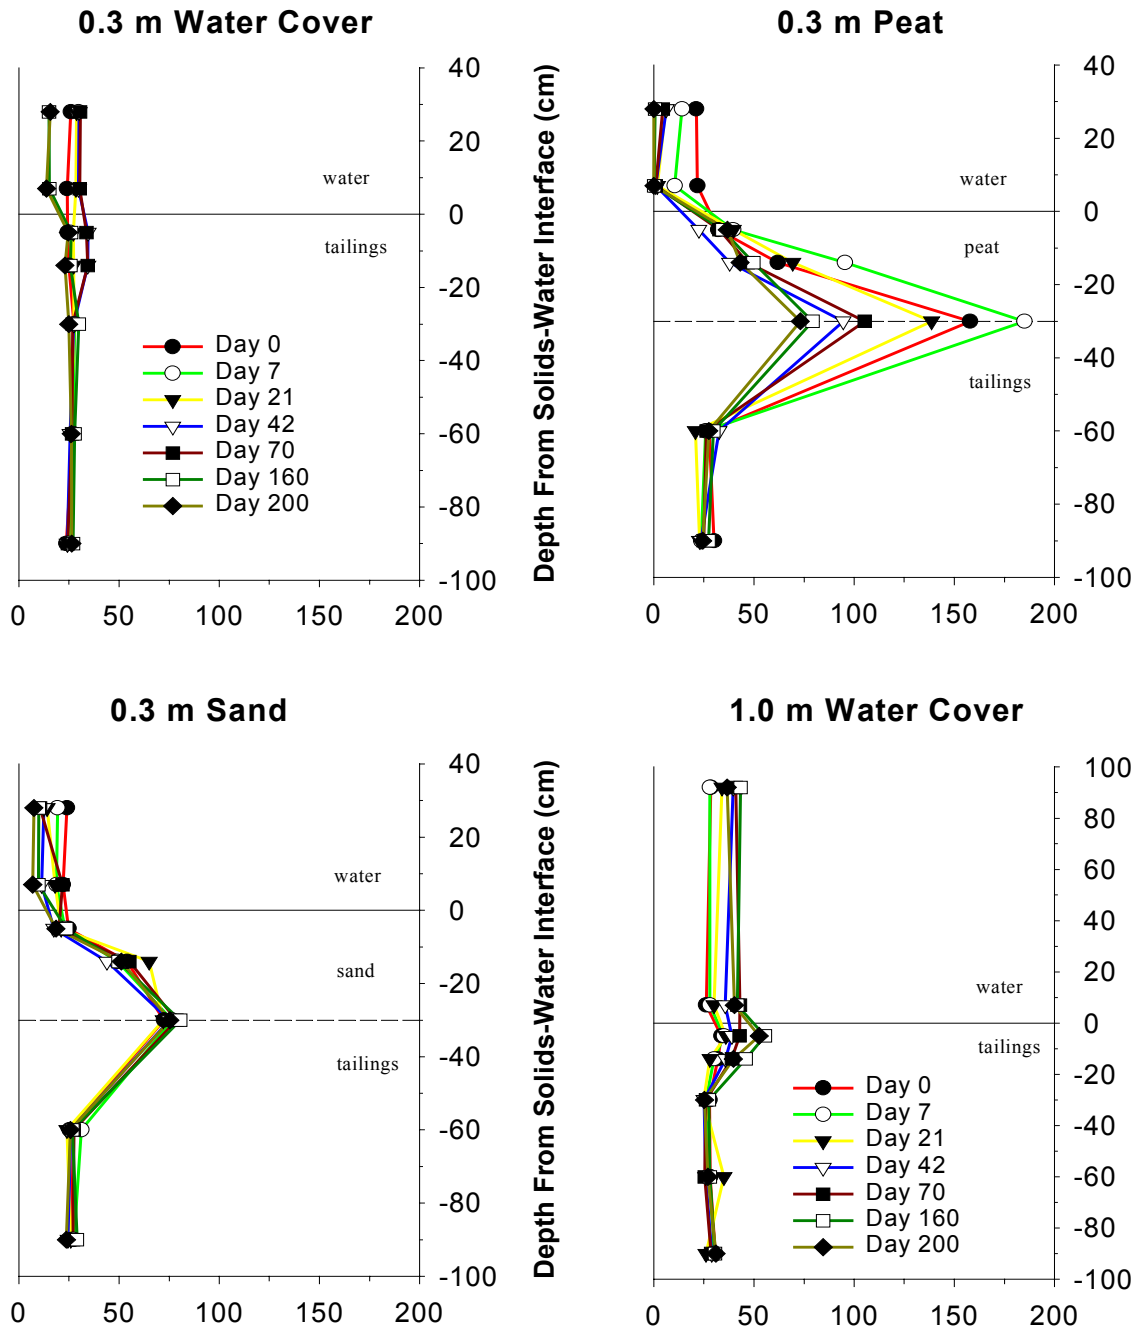 0.3 m Water Cover
40
20
0
-20
-40
-60
-80
-100
water
tailings
Day 0
Day 7
Day 21
Day 42
Day 70
Day 160
Day 200
0 50 100 150 200
0.3 m Peat
Depth From Solids-Water Interface (cm)
40
20
0
-20
-40
-60
-80
-100
water
peat
tailings
0 50 100 150 200
0.3 m Sand
40
20
0
-20
-40
-60
-80
-100
water
sand
tailings
0 50 100 150 200
1.0 m Water Cover
Depth From Solids-Water Interface (cm)
100
80
60
40
20
0
-20
-40
-60
-80
-100
water
tailings
Day 0
Day 7
Day 21
Day 42
Day 70
Day 160
Day 200
0 50 100 150 200